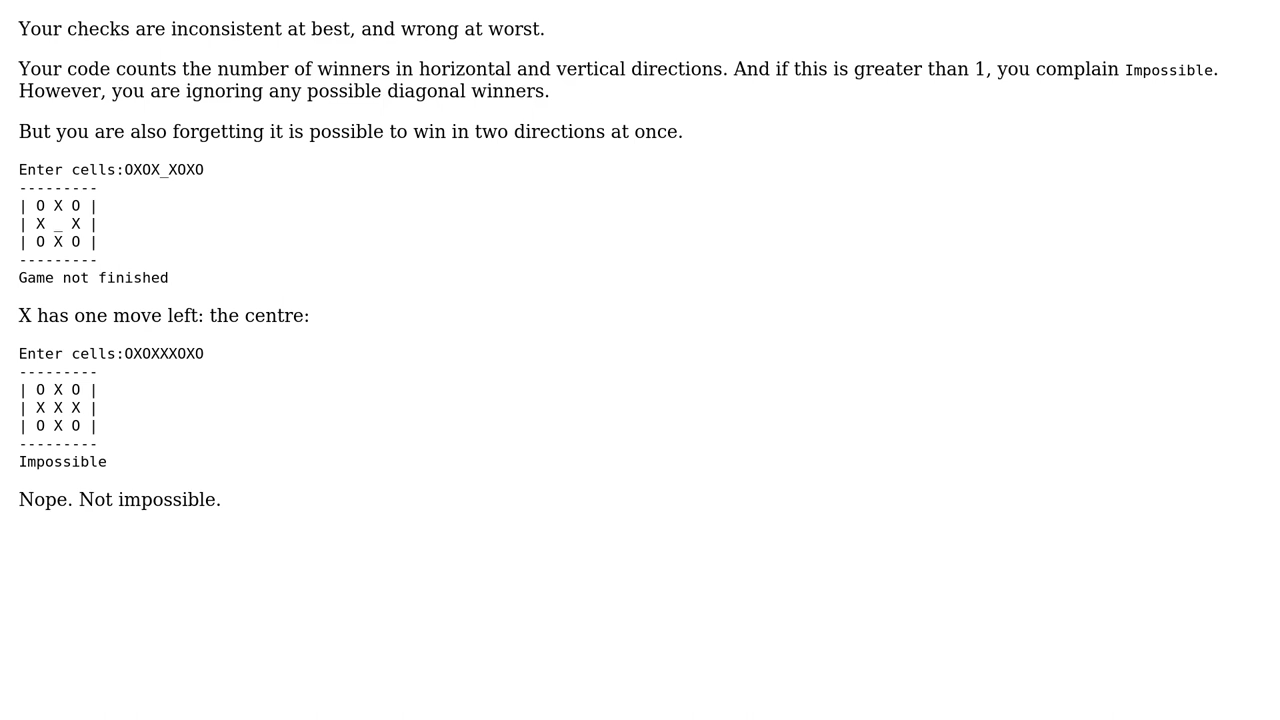 Your checks are inconsistent at best, and wrong at worst.
Your code counts the number of winners in horizontal and vertical directions. And if this is greater than 1, you complain Impossible.
However, you are ignoring any possible diagonal winners.
But you are also forgetting it is possible to win in two directions at once.
Enter cells:OXOX_XOXO
---------
| O X O |
| X _ X |
| O X O |
---------
Game not finished
X has one move left: the centre:
Enter cells:OXOXXXOXO
---------
| O X O |
| X X X |
| O X O |
---------
Impossible
Nope. Not impossible.